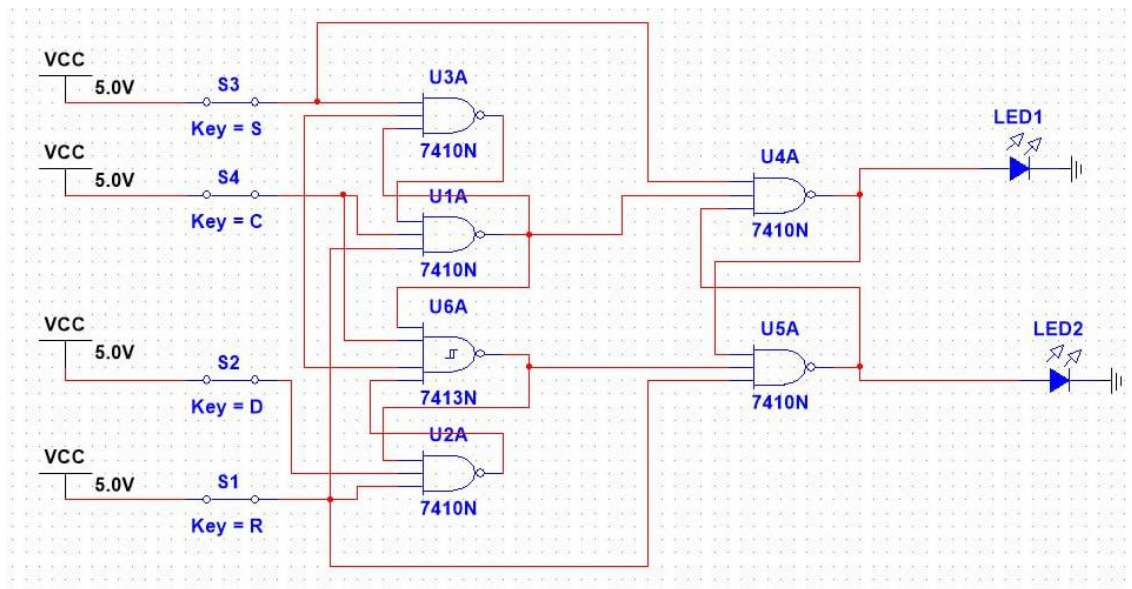 VCC
5.0V
S3
Key = S
VCC
5.0V
S4
Key = C
VCC
5.0V
S2
Key = D
VCC
5.0V
S1
Key = R
U3A
7410N
U1A
7410N
U6A
7413N
U2A
7410N
U4A
7410N
U5A
7410N
LED1
LED2